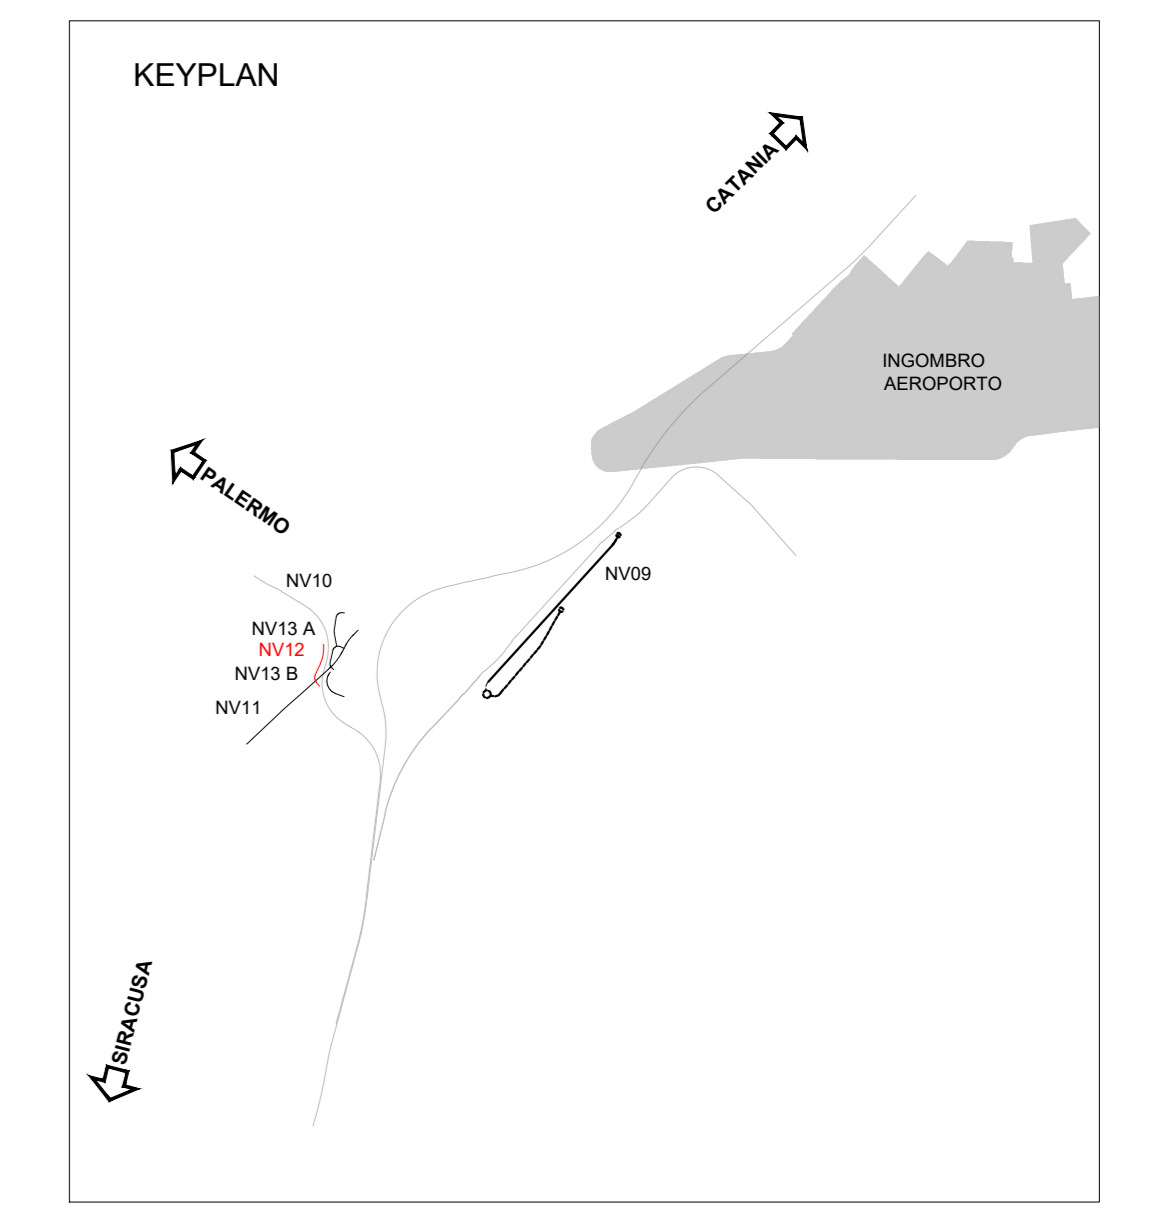 KEYPLAN
CATANIA
INGOMBRO
AEROPORTO
PALERMO
NV10
NV09
NV13 A
NV12
NV13 B
NV11
SIRACUSA